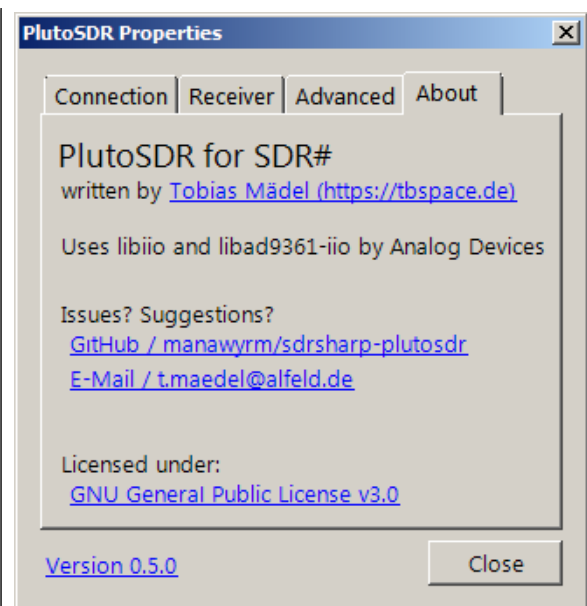 PlutoSDR Properties
Connection Receiver Advanced About
PlutoSDR for SDR#
written by Tobias Mädel (https://tbspace.de)
Uses libiio and libad9361-iio by Analog Devices
Issues? Suggestions?
GitHub / manawyrm/sdrsharp-plutosdr
E-Mail / t.maedel@alfeld.de
Licensed under:
GNU General Public License v3.0
Version 0.5.0 Close